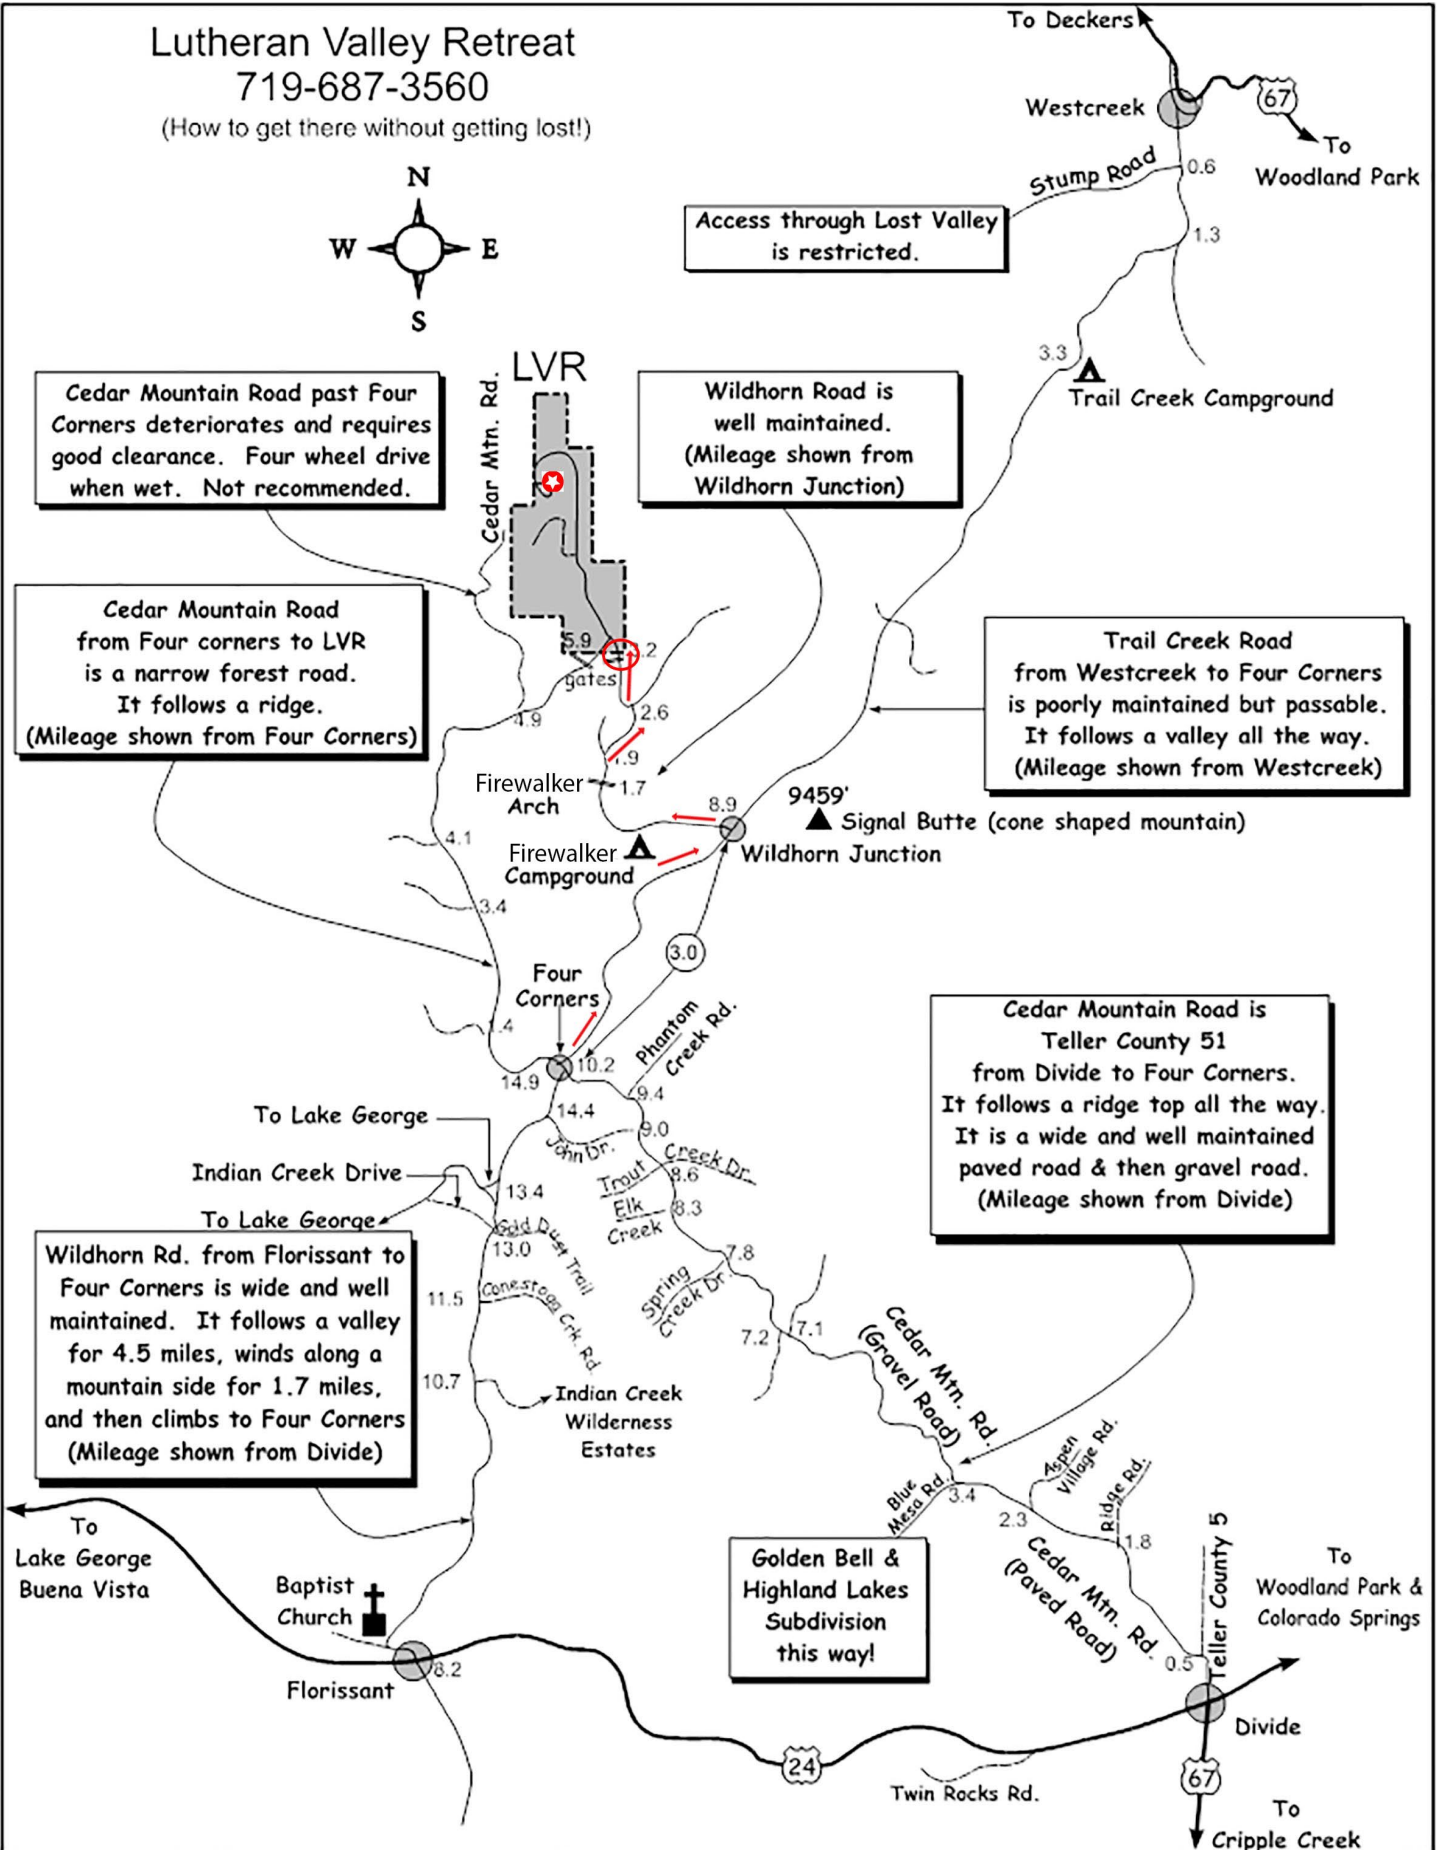 Lutheran Valley Retreat
719-687-3560
(How to get there without getting lost!)
N
W
E
S
To Deckers
Westcreek
67
To
Woodland Park
Stump Road
0.6
Access through Lost Valley
is restricted.
1.3
3.3
Trail Creek Campground
LVR
Cedar Mtn. Rd.
Cedar Mountain Road past Four
Corners deteriorates and requires
good clearance. Four wheel drive
when wet. Not recommended.
Wildhorn Road is
well maintained.
(Mileage shown from
Wildhorn Junction)
Cedar Mountain Road
from Four corners to LVR
is a narrow forest road.
It follows a ridge.
(Mileage shown from Four Corners)
Trail Creek Road
from Westcreek to Four Corners
is poorly maintained but passable.
It follows a valley all the way.
(Mileage shown from Westcreek)
5.9
.2
gates
4.9
2.6
.9
Firewalker
Arch
1.7
8.9
9459'
Signal Butte (cone shaped mountain)
Wildhorn Junction
Firewalker
Campground
4.1
3.4
3.0
Four
Corners
.4
Phantom
Creek Rd.
10.2
14.9
9.4
14.4
9.0
John Dr.
To Lake George
Indian Creek Drive
To Lake George
13.4
Gold Dust Trail
13.0
Trout Creek Dr.
8.6
Elk
Creek
8.3
7.8
Spring
Creek Dr.
7.2
7.1
Cedar Mountain Road is
Teller County 51
from Divide to Four Corners.
It follows a ridge top all the way.
It is a wide and well maintained
paved road & then gravel road.
(Mileage shown from Divide)
Wildhorn Rd. from Florissant to
Four Corners is wide and well
maintained. It follows a valley
for 4.5 miles, winds along a
mountain side for 1.7 miles,
and then climbs to Four Corners
(Mileage shown from Divide)
11.5
Conestoga Crk. Rd.
10.7
Indian Creek
Wilderness
Estates
Cedar Mtn. Rd.
(Gravel Road)
Blue
Mesa Rd.
3.4
Aspen
Village Rd.
2.3
Ridge Rd.
1.8
Cedar Mtn. Rd.
(Paved Road)
Teller County 5
0.5
Golden Bell &
Highland Lakes
Subdivision
this way!
To
Lake George
Buena Vista
Baptist
Church
8.2
Florissant
To
Woodland Park &
Colorado Springs
Divide
24
Twin Rocks Rd.
67
To
Cripple Creek